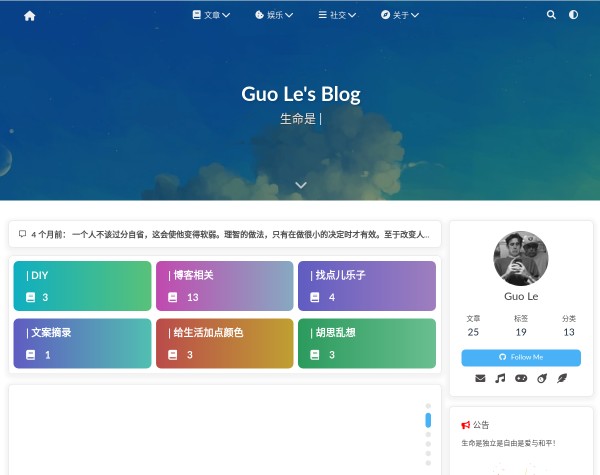 文章 娱乐 社交 关于
Guo Le's Blog
生命是 |
4 个月前： 一个人不该过分自省，这会使他变得软弱。理智的做法，只有在做很小的决定时才有效。至于改变人...
| DIY
3
| 博客相关
13
| 找点儿乐子
4
| 文案摘录
1
| 给生活加点颜色
3
| 胡思乱想
3
Guo Le
文章 标签 分类
25 19 13
Follow Me
公告
生命是独立是自由是爱与和平！